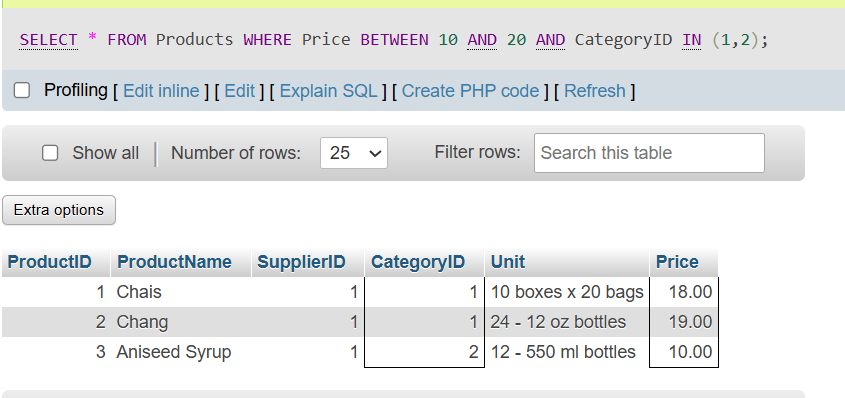 SELECT * FROM Products WHERE Price BETWEEN 10 AND 20 AND CategoryID IN (1,2);
Profiling [ Edit inline ] [ Edit ] [ Explain SQL ] [ Create PHP code ] [ Refresh ]
Show all | Number of rows: 25 Filter rows: Search this table
Extra options
ProductID ProductName SupplierID CategoryID Unit Price
1 Chais 1 1 10 boxes x 20 bags 18.00
2 Chang 1 1 24 - 12 oz bottles 19.00
3 Aniseed Syrup 1 2 12 - 550 ml bottles 10.00